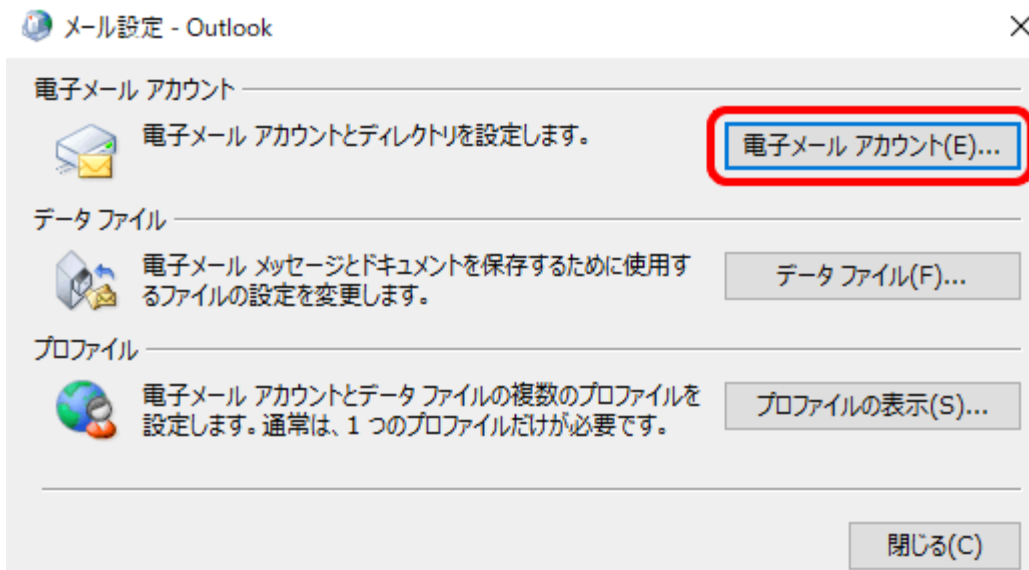 メール設定 - Outlook
電子メール アカウント
電子メール アカウントとディレクトリを設定します。
電子メール アカウント(E)...
データ ファイル
電子メール メッセージとドキュメントを保存するために使用す
るファイルの設定を変更します。
データ ファイル(F)...
プロファイル
電子メール アカウントとデータ ファイルの複数のプロファイルを
設定します。通常は、1 つのプロファイルだけが必要です。
プロファイルの表示(S)...
閉じる(C)